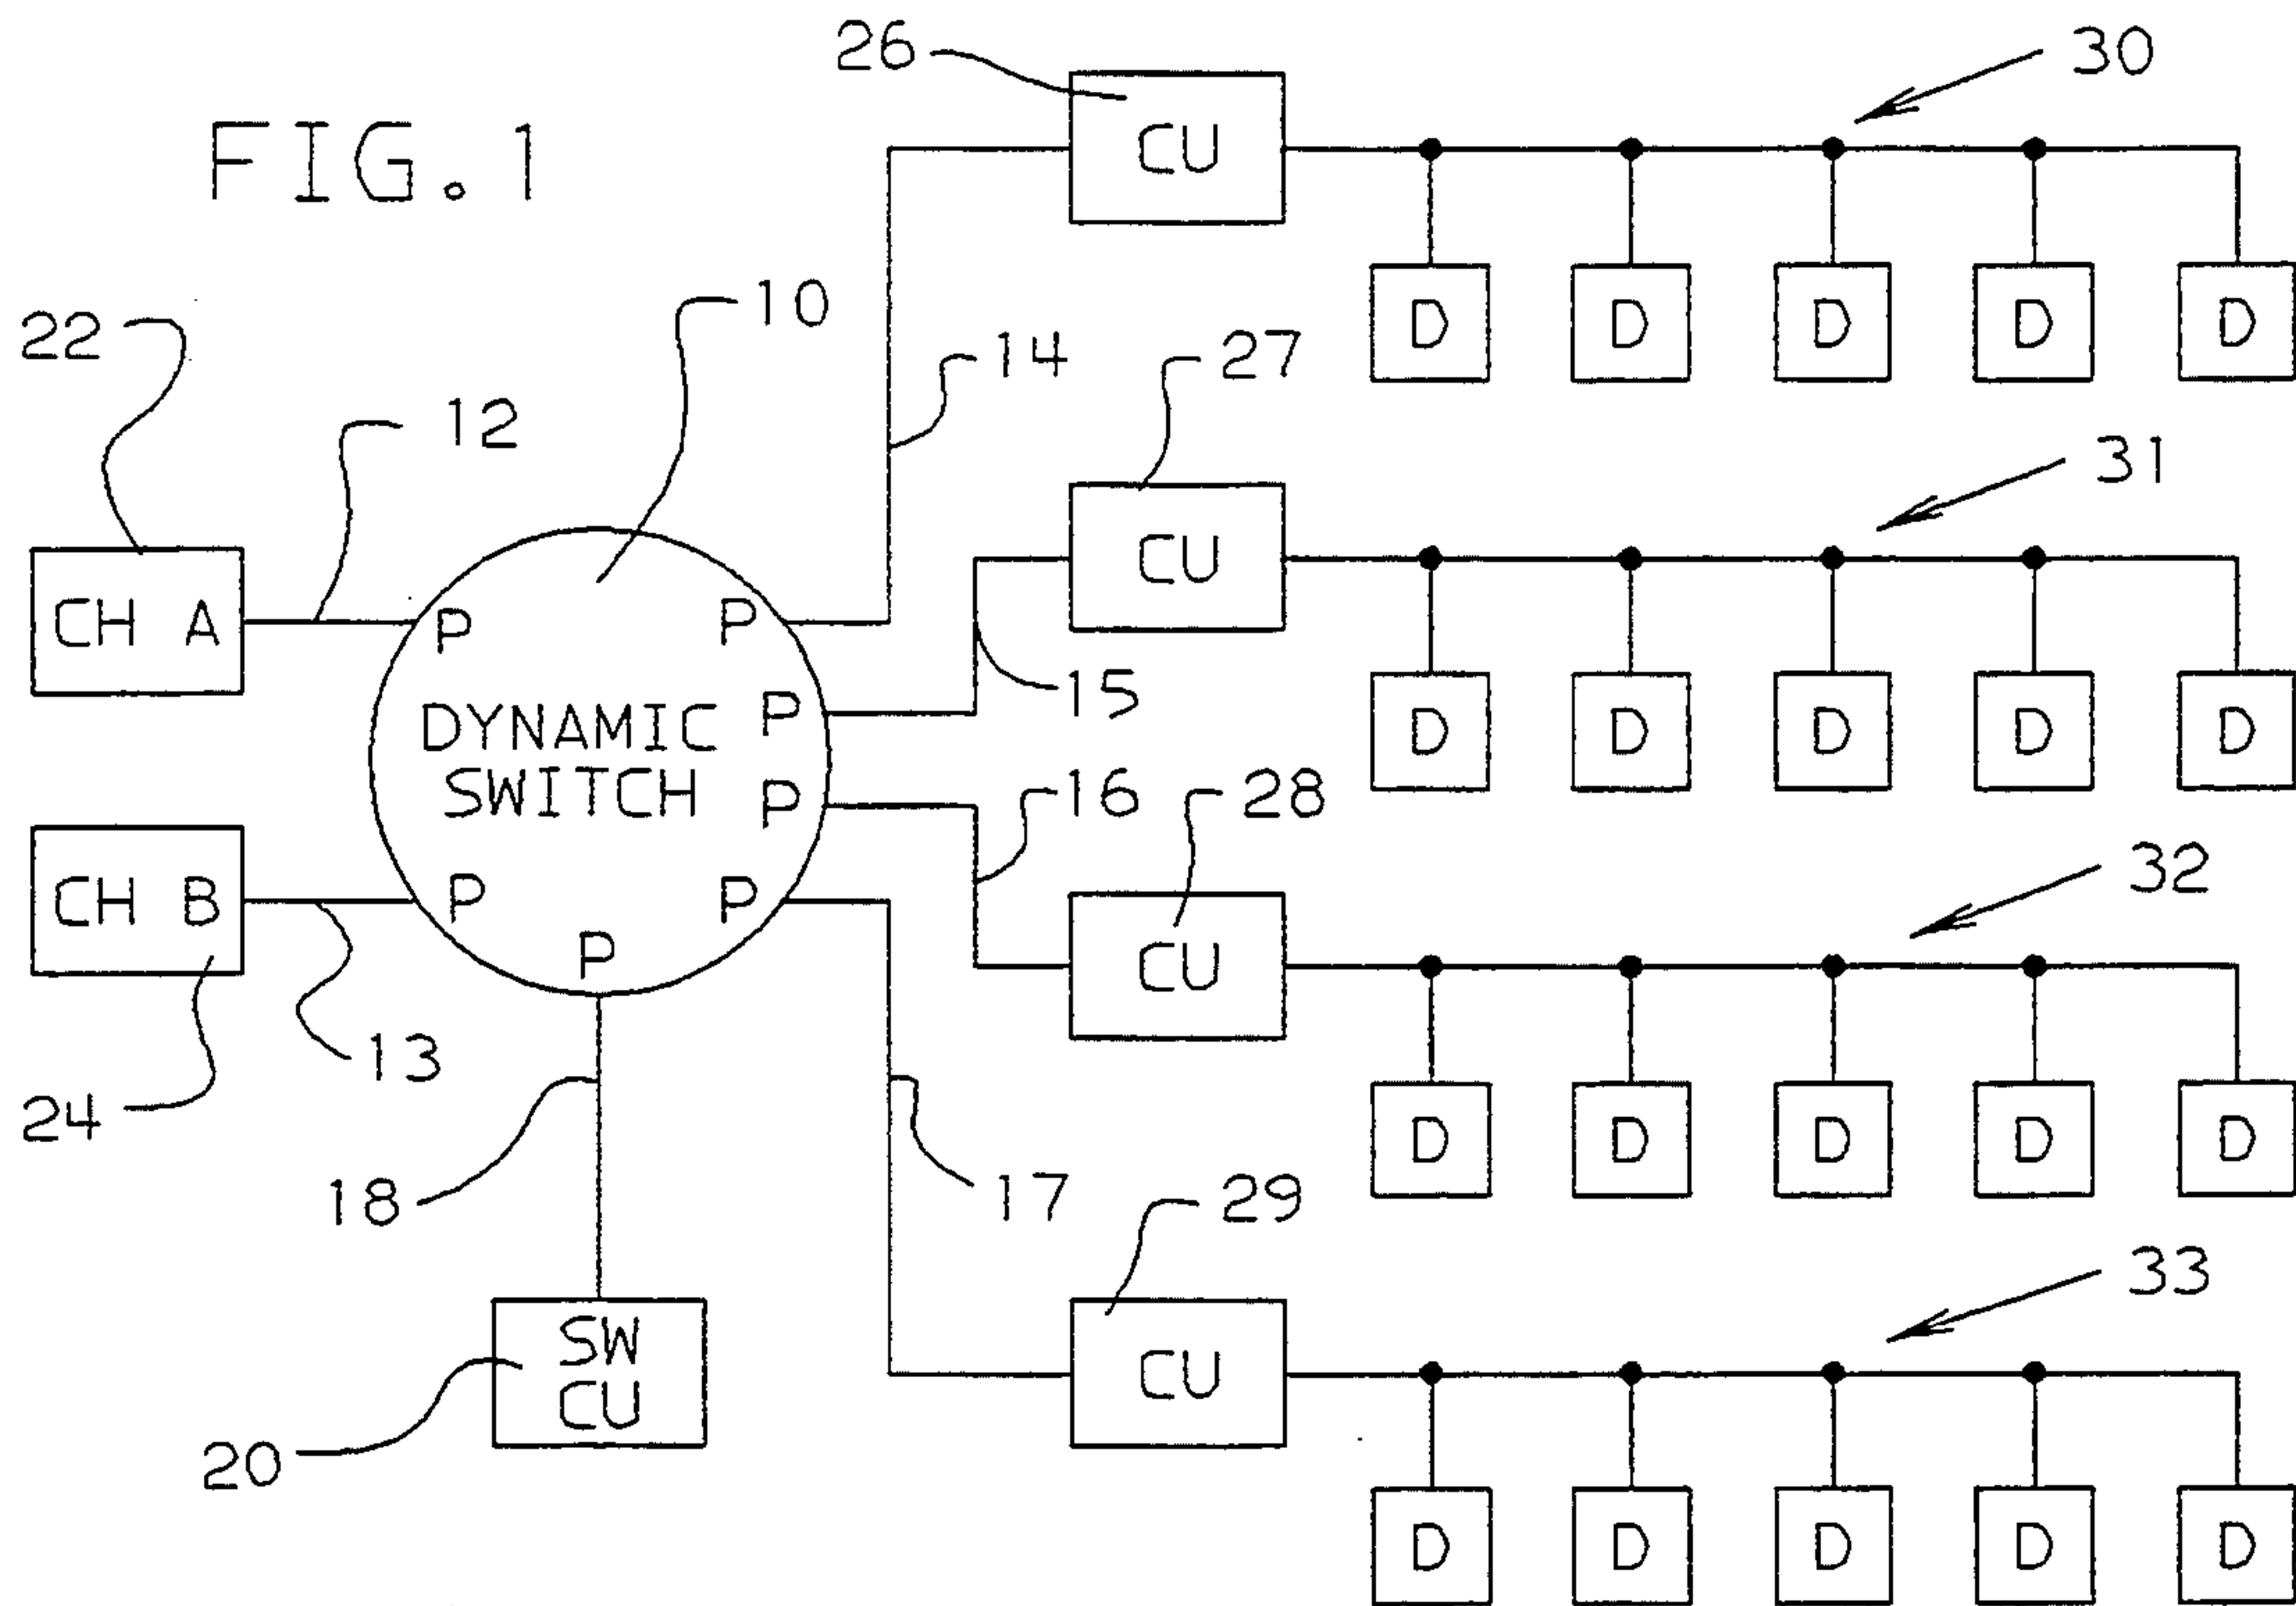 FIG. 1
26
30
CU
D D D D D
10
22
14
27
12
31
CH A
P
P
CU
15
D D D D D
P
DYNAMIC
SWITCH
P
16
28
CH B
P
P
32
P
CU
13
24
D D D D D
18
17
29
33
SW
CU
CU
20
D D D D D